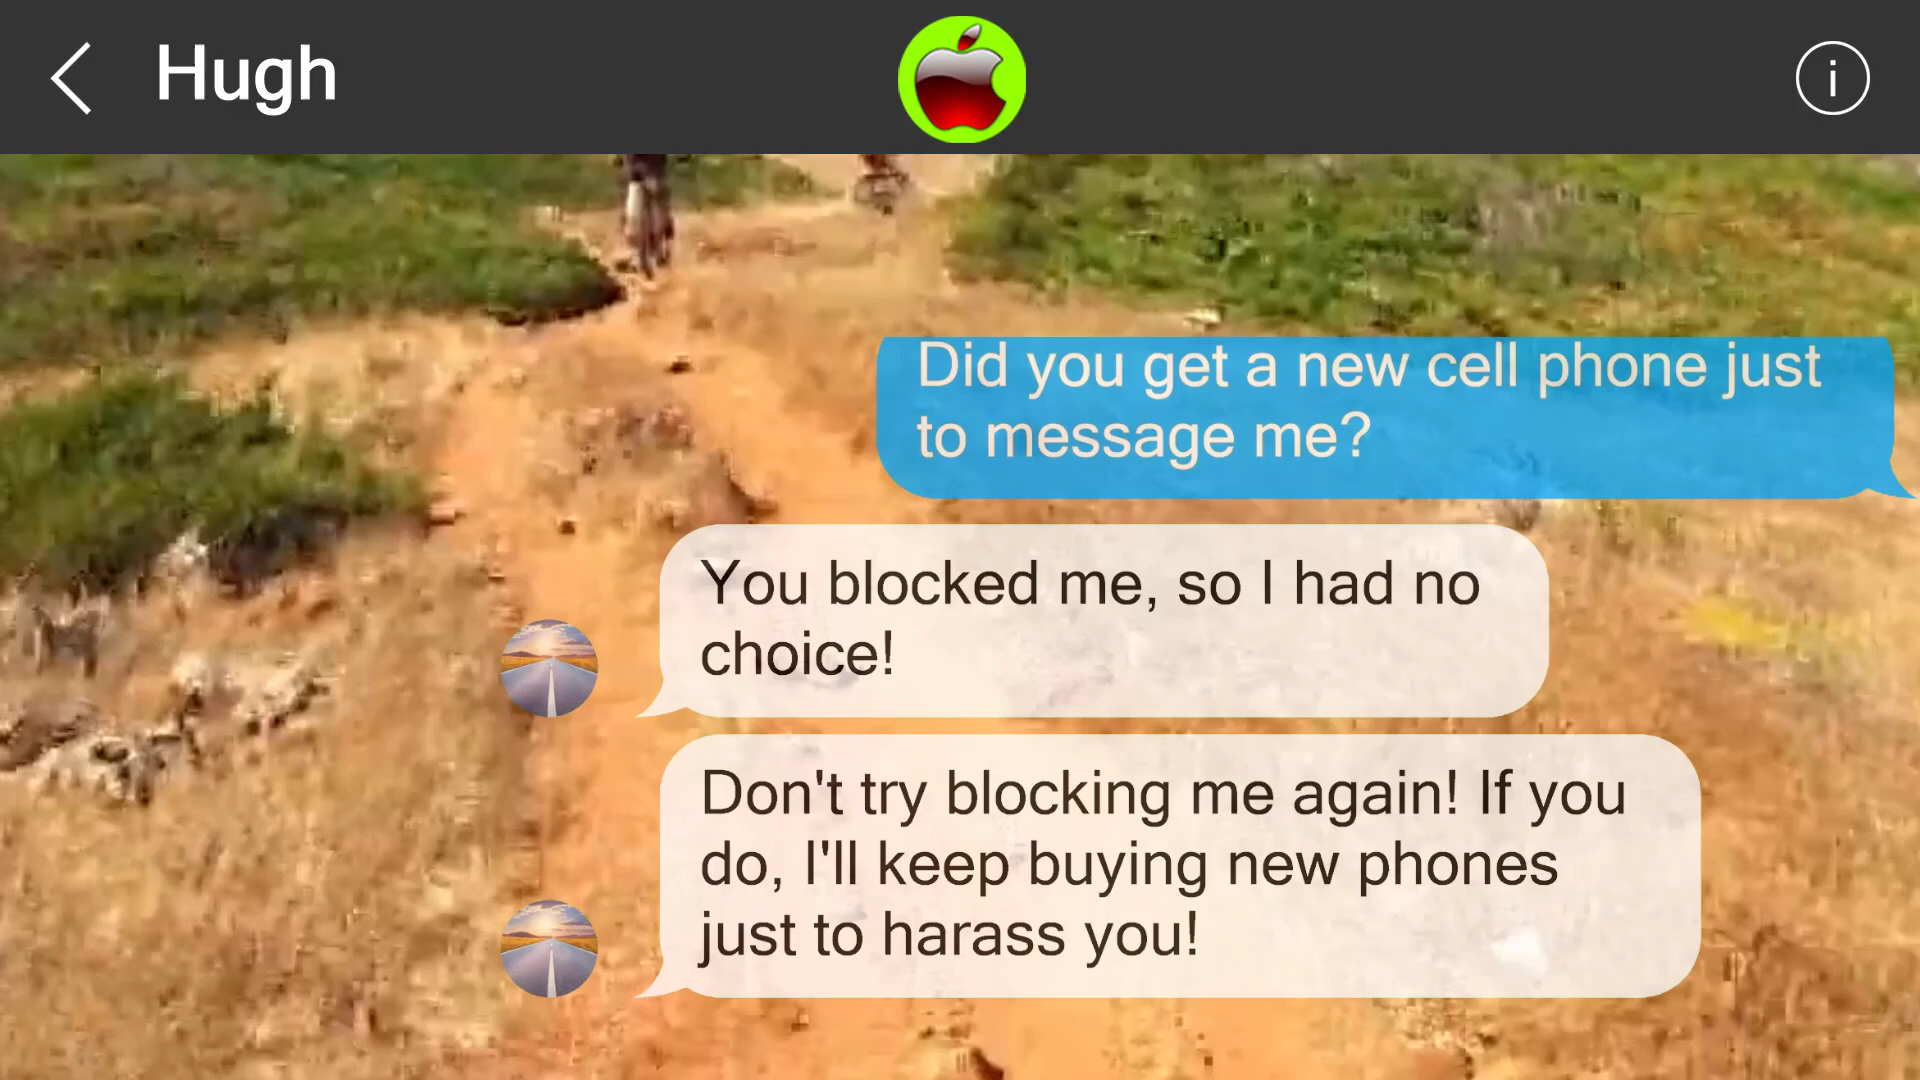 Hugh
i
Did you get a new cell phone just
to message me?
You blocked me, so I had no
choice!
Don't try blocking me again! If you
do, I'll keep buying new phones
just to harass you!